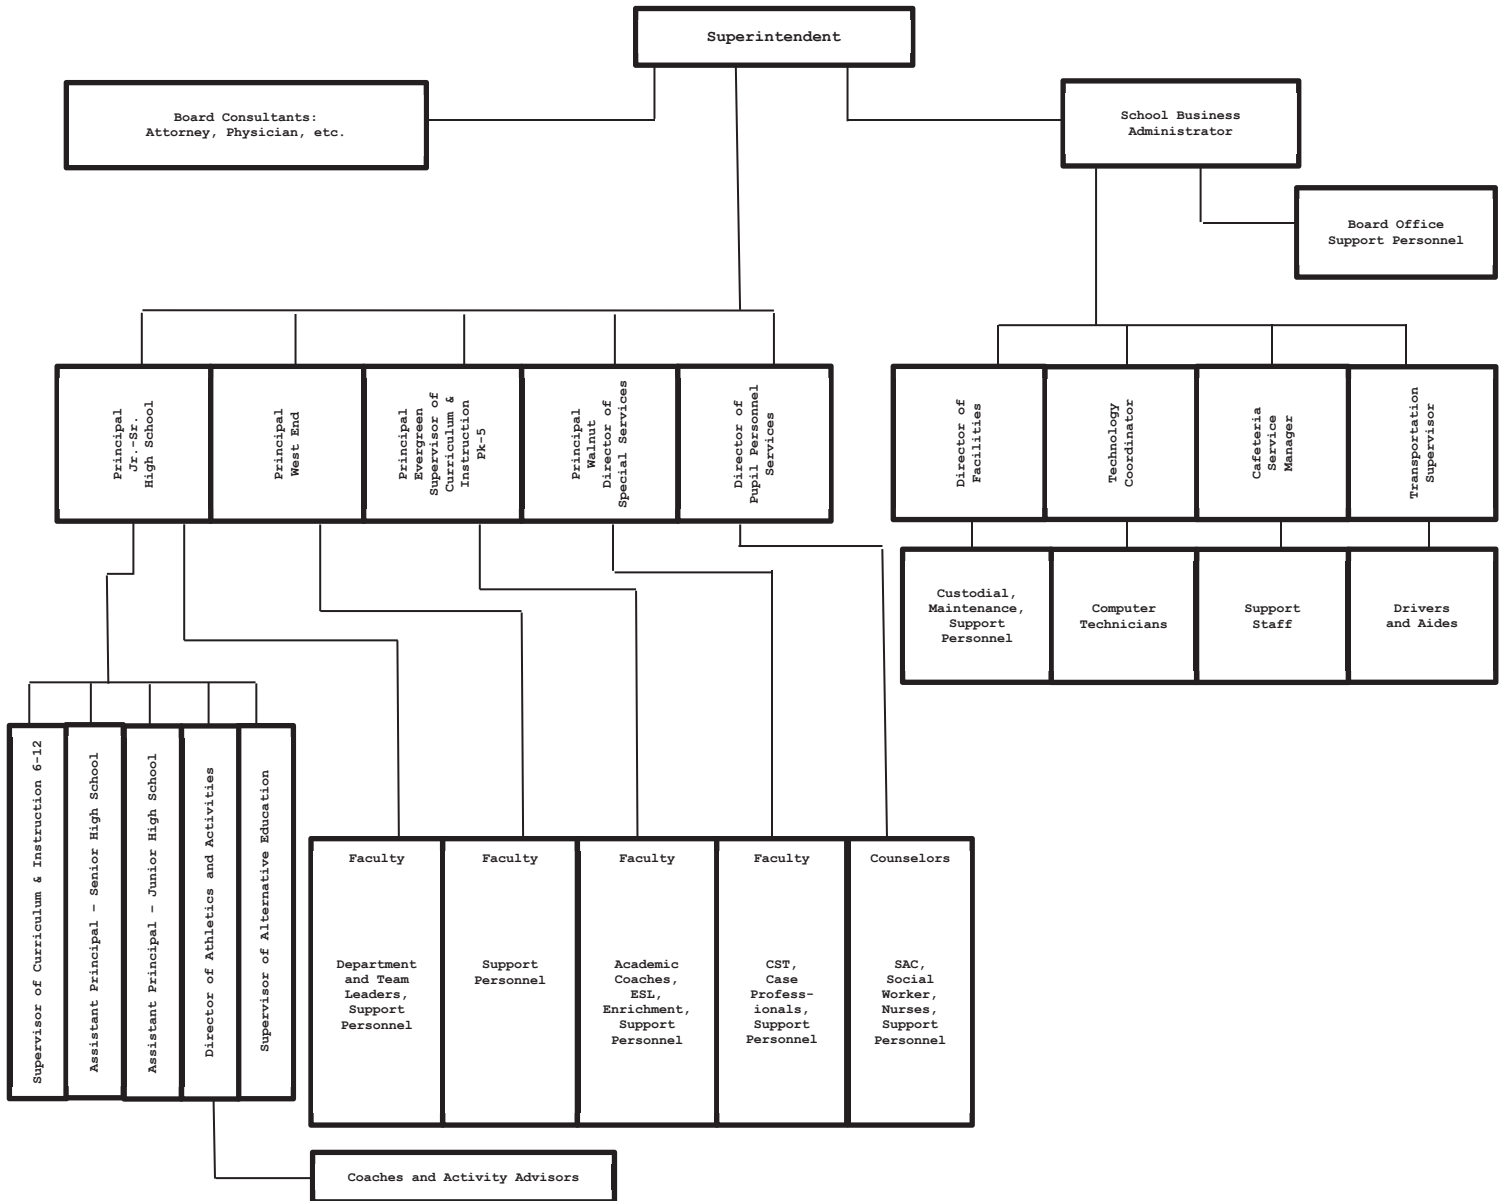 Superintendent
Board Consultants:
Attorney, Physician, etc.
School Business
Administrator
Board Office
Support Personnel
Principal
Jr.-Sr.
High School
Principal
West End
Principal
Evergreen
Supervisor of
Curriculum &
Instruction
Pk-5
Principal
Walnut
Director of
Special Services
Director of
Pupil Personnel
Services
Director of
Facilities
Technology
Coordinator
Cafeteria
Service
Manager
Transportation
Supervisor
Custodial,
Maintenance,
Support
Personnel
Computer
Technicians
Support
Staff
Drivers
and Aides
Supervisor of Curriculum & Instruction 6-12
Assistant Principal – Senior High School
Assistant Principal – Junior High School
Director of Athletics and Activities
Supervisor of Alternative Education
Faculty
Department
and Team
Leaders,
Support
Personnel
Faculty
Support
Personnel
Faculty
Academic
Coaches,
ESL,
Enrichment,
Support
Personnel
Faculty
CST,
Case
Profess-
ionals,
Support
Personnel
Counselors
SAC,
Social
Worker,
Nurses,
Support
Personnel
Coaches and Activity Advisors